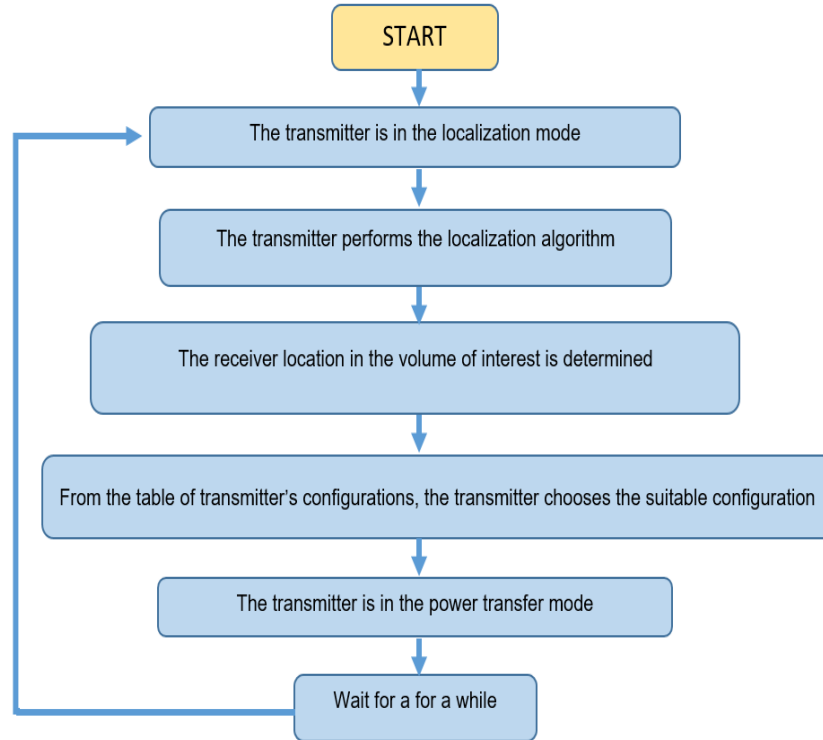 START
The transmitter is in the localization mode
The transmitter performs the localization algorithm
The receiver location in the volume of interest is determined
From the table of transmitter's configurations, the transmitter chooses the suitable configuration
The transmitter is in the power transfer mode
Wait for a for a while